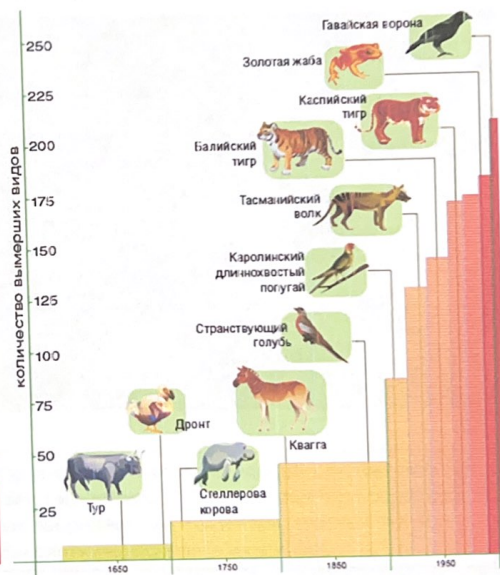 Гавайская ворона
Золотая жаба
Каспийский
тигр
Балийский
тигр
Тасманийский
волк
Каролинский
длиннохвостый
попугай
Странствующий
голубь
Дронт
Квагга
Тур
Стеллерова
корова
количество вымерших видов
250
225
200
175
150
125
100
75
50
25
1650
1750
1850
1950